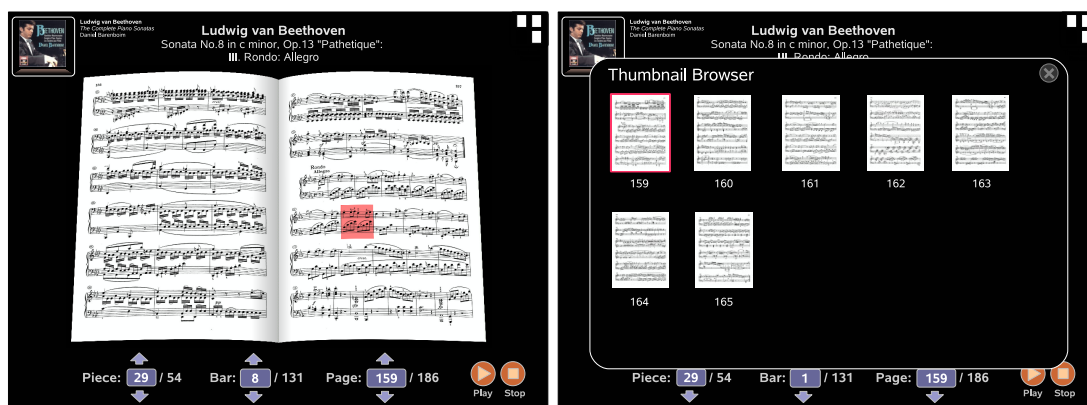 Ludwig van Beethoven
The Complete Piano Sonatas
Daniel Barenboim
BEETHOVEN
Ludwig van Beethoven
Sonata No.8 in c minor, Op.13 "Pathetique":
III. Rondo: Allegro
Rondo
Allegro
Piece: 29 / 54 Bar: 8 / 131 Page: 159 / 186
Play Stop
Ludwig van Beethoven
The Complete Piano Sonatas
Daniel Barenboim
BEETHOVEN
Ludwig van Beethoven
Sonata No.8 in c minor, Op.13 "Pathetique":
III. Rondo: Allegro
Thumbnail Browser
159 160 161 162 163
164 165
Piece: 29 / 54 Bar: 1 / 131 Page: 159 / 186
Play Stop